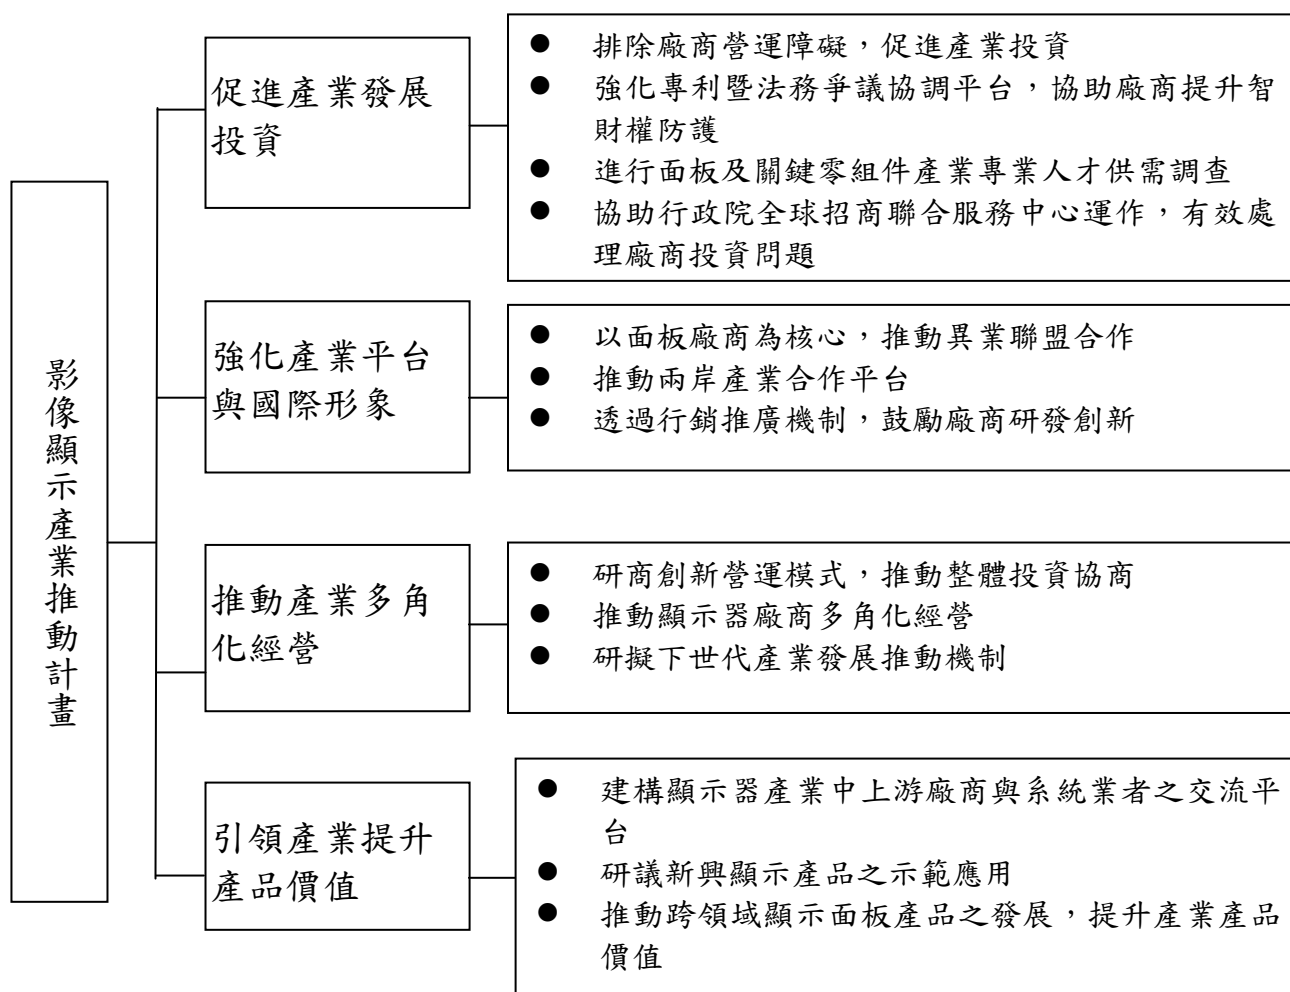 影像顯示產業推動計畫
促進產業發展
投資
● 排除廠商營運障礙，促進產業投資
● 強化專利暨法務爭議協調平台，協助廠商提升智
財權防護
● 進行面板及關鍵零組件產業專業人才供需調查
● 協助行政院全球招商聯合服務中心運作，有效處
理廠商投資問題
強化產業平台
與國際形象
● 以面板廠商為核心，推動異業聯盟合作
● 推動兩岸產業合作平台
● 透過行銷推廣機制，鼓勵廠商研發創新
推動產業多角
化經營
● 研商創新營運模式，推動整體投資協商
● 推動顯示器廠商多角化經營
● 研擬下世代產業發展推動機制
引領產業提升
產品價值
● 建構顯示器產業中上游廠商與系統業者之交流平
台
● 研議新興顯示產品之示範應用
● 推動跨領域顯示面板產品之發展，提升產業產品
價值